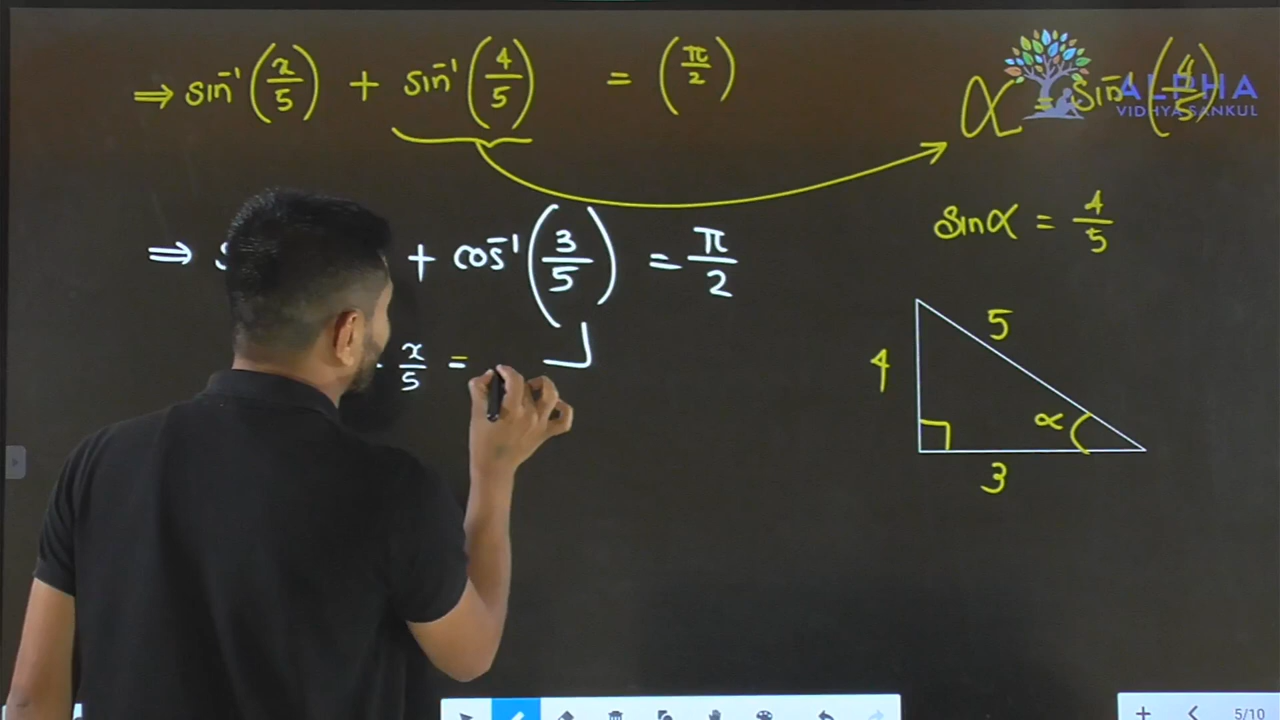 ⇒ sin⁻¹(x/5) + sin⁻¹(4/5) = (π/2)
α = sin⁻¹(4/5)
ALPHA
VIDHYA SANKUL
sinα = 4/5
⇒ + cos⁻¹(3/5) = π/2
x/5 =
5
4
α
3
5/10